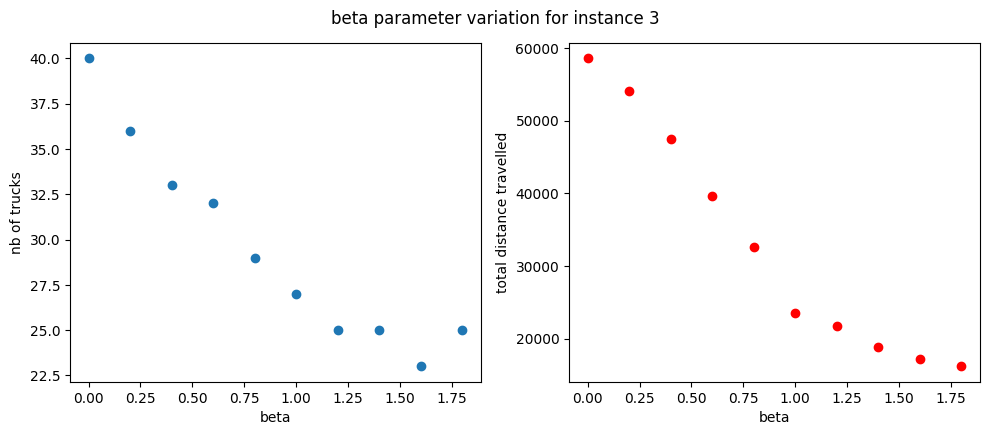 beta parameter variation for instance 3
nb of trucks
40.0
37.5
35.0
32.5
30.0
27.5
25.0
22.5
0.00 0.25 0.50 0.75 1.00 1.25 1.50 1.75
beta
total distance travelled
60000
50000
40000
30000
20000
0.00 0.25 0.50 0.75 1.00 1.25 1.50 1.75
beta